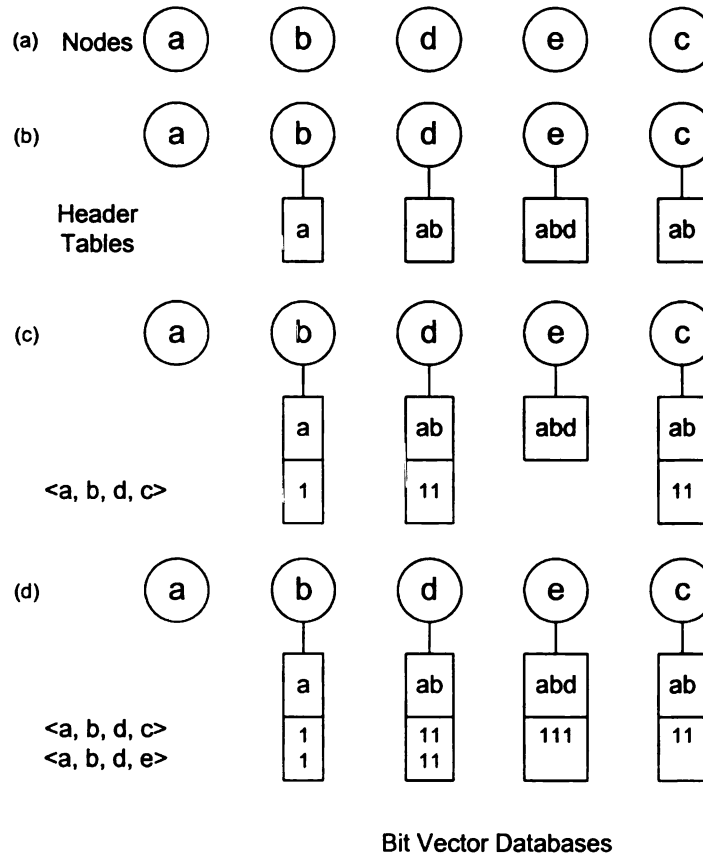 (a) Nodes a b d e c
(b) a b d e c
Header
Tables
a ab abd ab
(c) a b d e c
a ab abd ab
<a, b, d, c> 1 11 11
(d) a b d e c
a ab abd ab
<a, b, d, c> 1 11 111 11
<a, b, d, e> 1 11
Bit Vector Databases